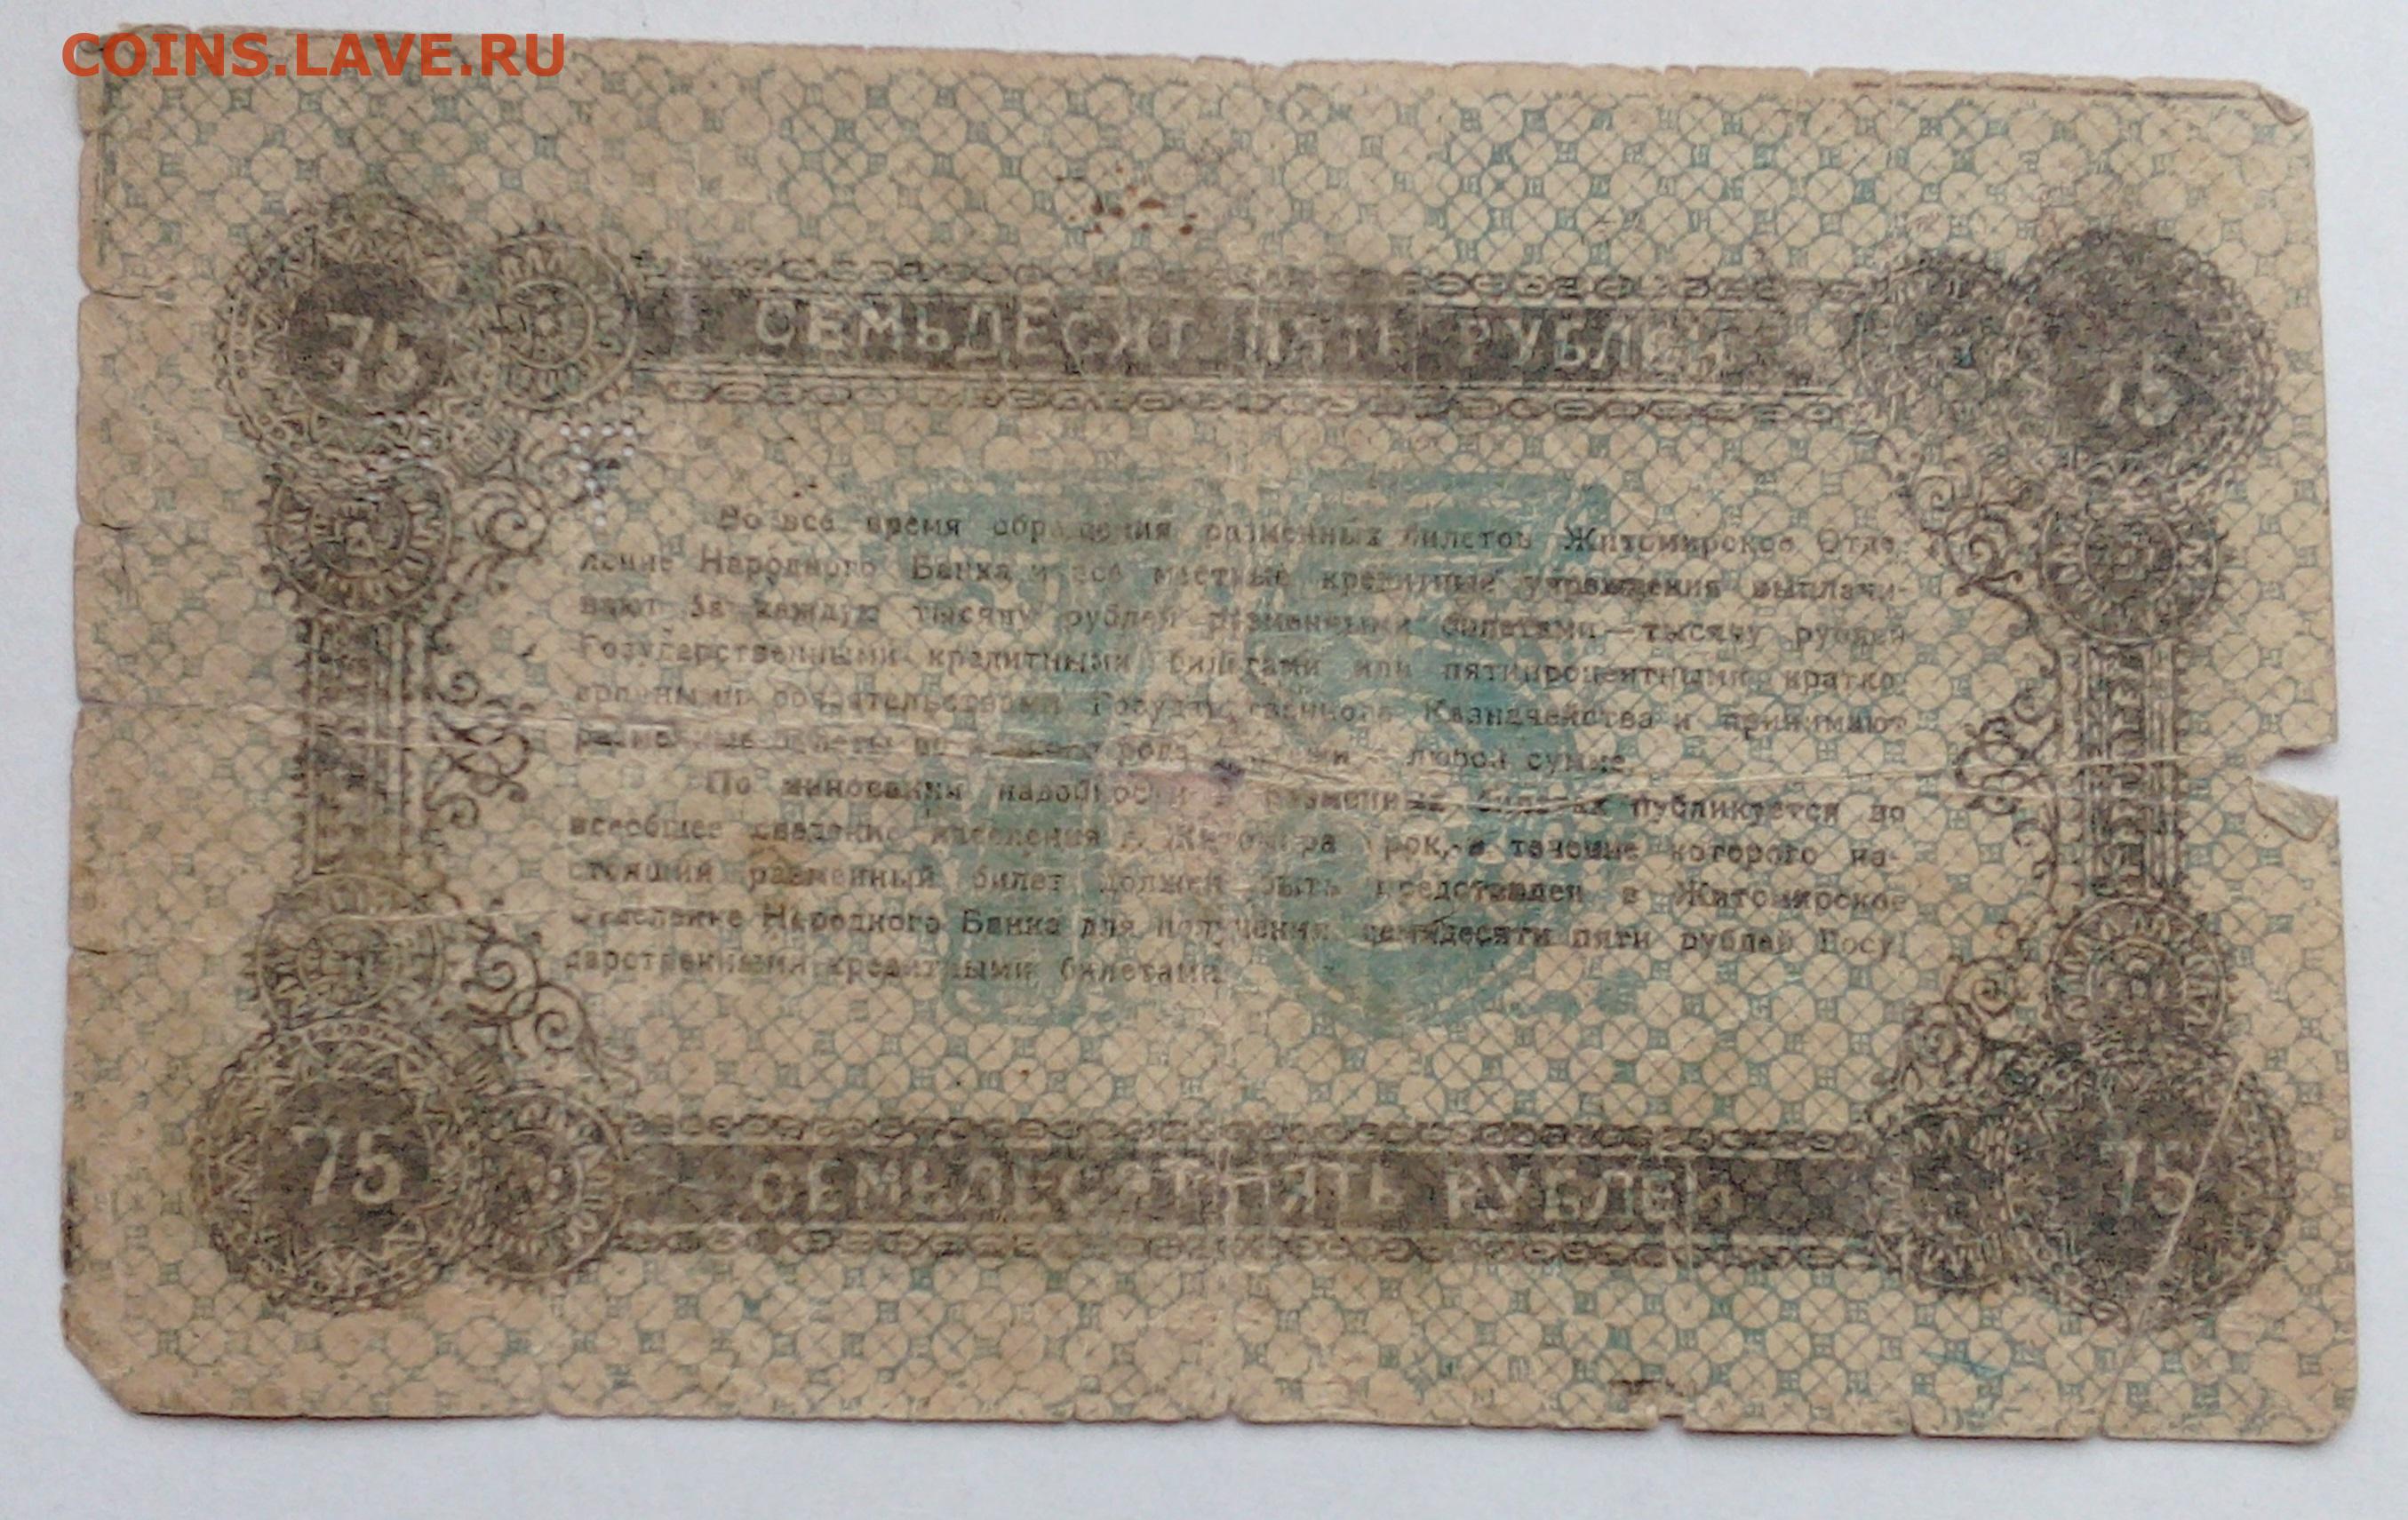 COINS.LAVE.RU
75
СЕМЬДЕСЯТ ПЯТЬ РУБЛЕЙ
75
Во все время обращения разменных билетов Житомирское Отде-
ление Народного Банка и все местные кредитные учреждения выплачи-
вают за каждую тысячу рублей разменными билетами—тысячу рублей
Государственными кредитными билетами или пятипроцентными кратко-
срочными обязательствами Государственного Казначейства и принимают
разменные билеты в любой сумме.
По миновании надобности в разменных билетах публикуется во
всеобщее сведение населения г. Житомира срок, в течение которого на-
стоящий разменный билет должен быть представлен в Житомирское
Отделение Народного Банка для получения семидесяти пяти рублей Госу-
дарственными кредитными билетами.
75
СЕМЬДЕСЯТ ПЯТЬ РУБЛЕЙ
75